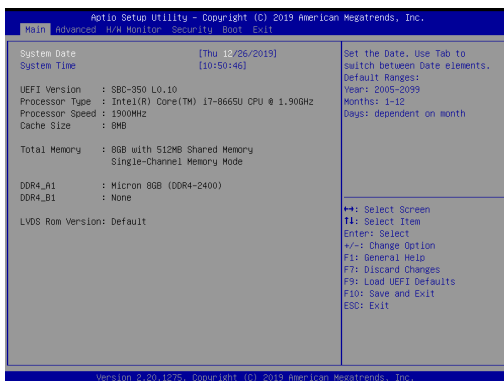 Aptio Setup Utility – Copyright (C) 2019 American Megatrends, Inc.
Main Advanced H/W Monitor Security Boot Exit
System Date [Thu 12/26/2019]
System Time [10:50:46]
UEFI Version : SBC-350 L0.10
Processor Type : Intel(R) Core(TM) i7-8665U CPU @ 1.90GHz
Processor Speed : 1900MHz
Cache Size : 8MB
Total Memory : 8GB with 512MB Shared Memory
Single-Channel Memory Mode
DDR4_A1 : Micron 8GB (DDR4-2400)
DDR4_B1 : None
LVDS Rom Version: Default
Set the Date. Use Tab to
switch between Date elements.
Default Ranges:
Year: 2005-2099
Months: 1-12
Days: dependent on month
↔: Select Screen
↑↓: Select Item
Enter: Select
+/-: Change Option
F1: General Help
F7: Discard Changes
F9: Load UEFI Defaults
F10: Save and Exit
ESC: Exit
Version 2.20.1275. Copyright (C) 2019 American Megatrends, Inc.